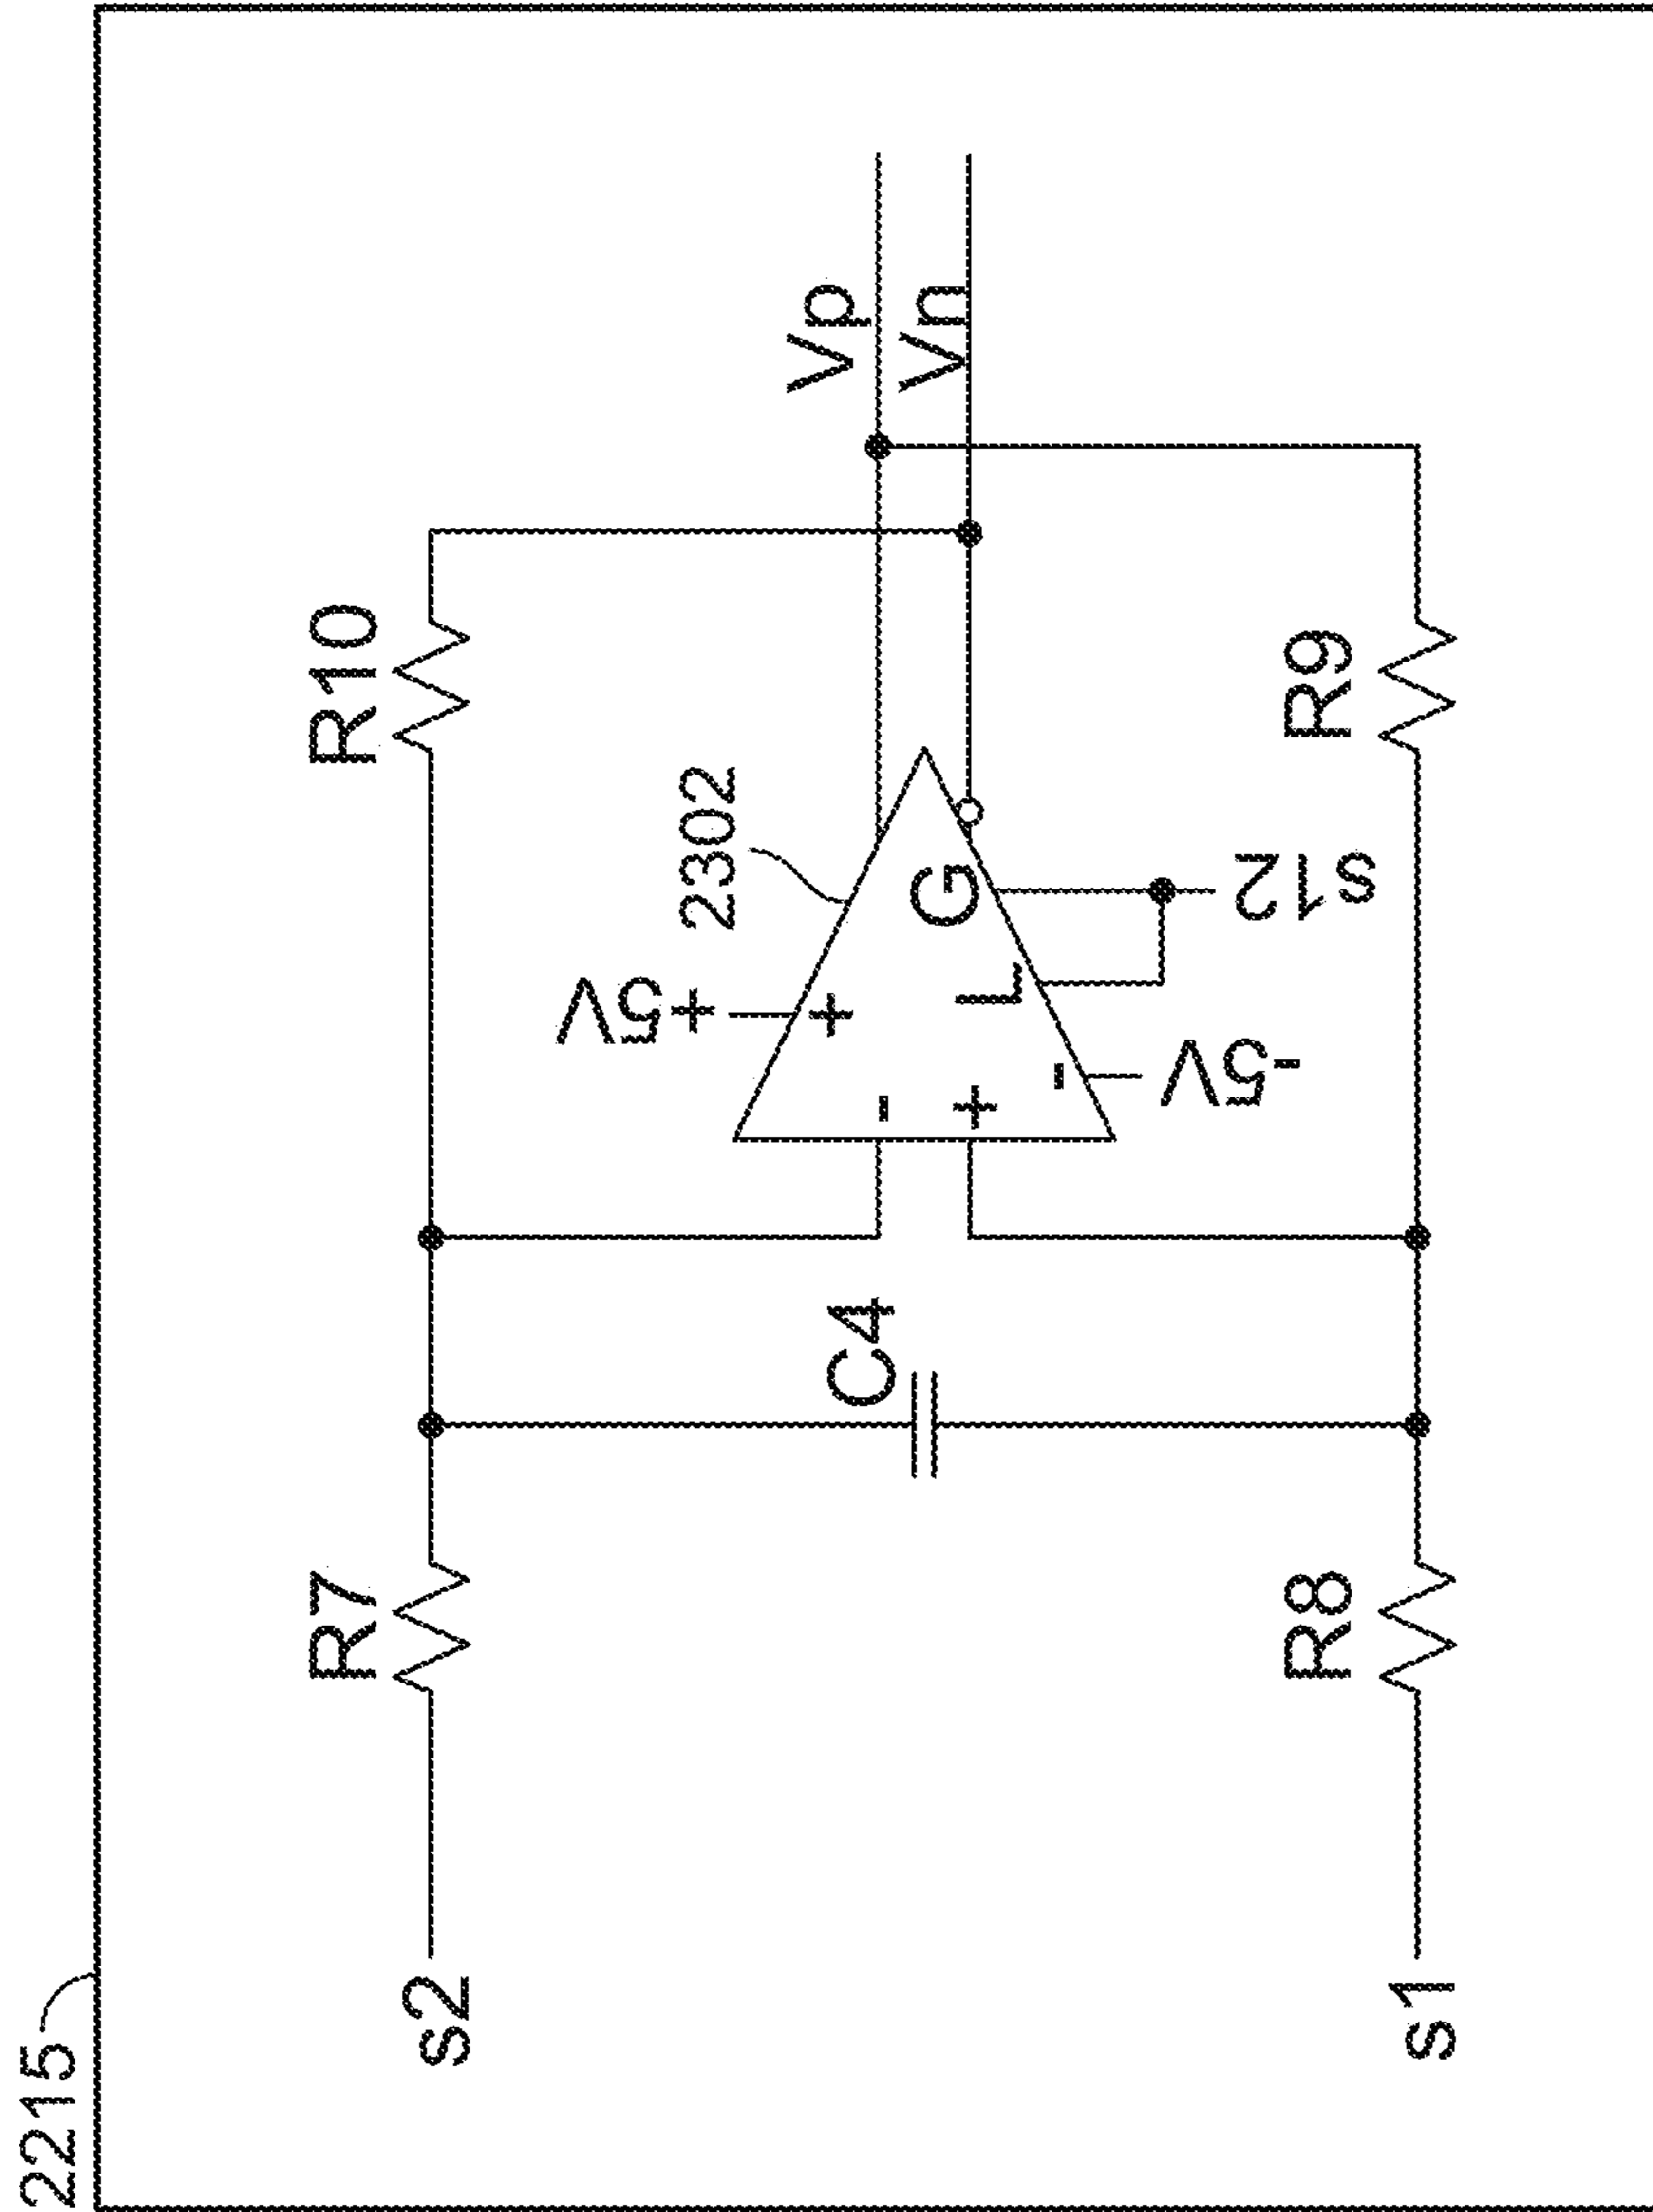 2215
s2
R7
R10
C4
2302
+5V
-
+
+
-
L
G
-5V
s12
Vp
Vn
s1
R8
R9